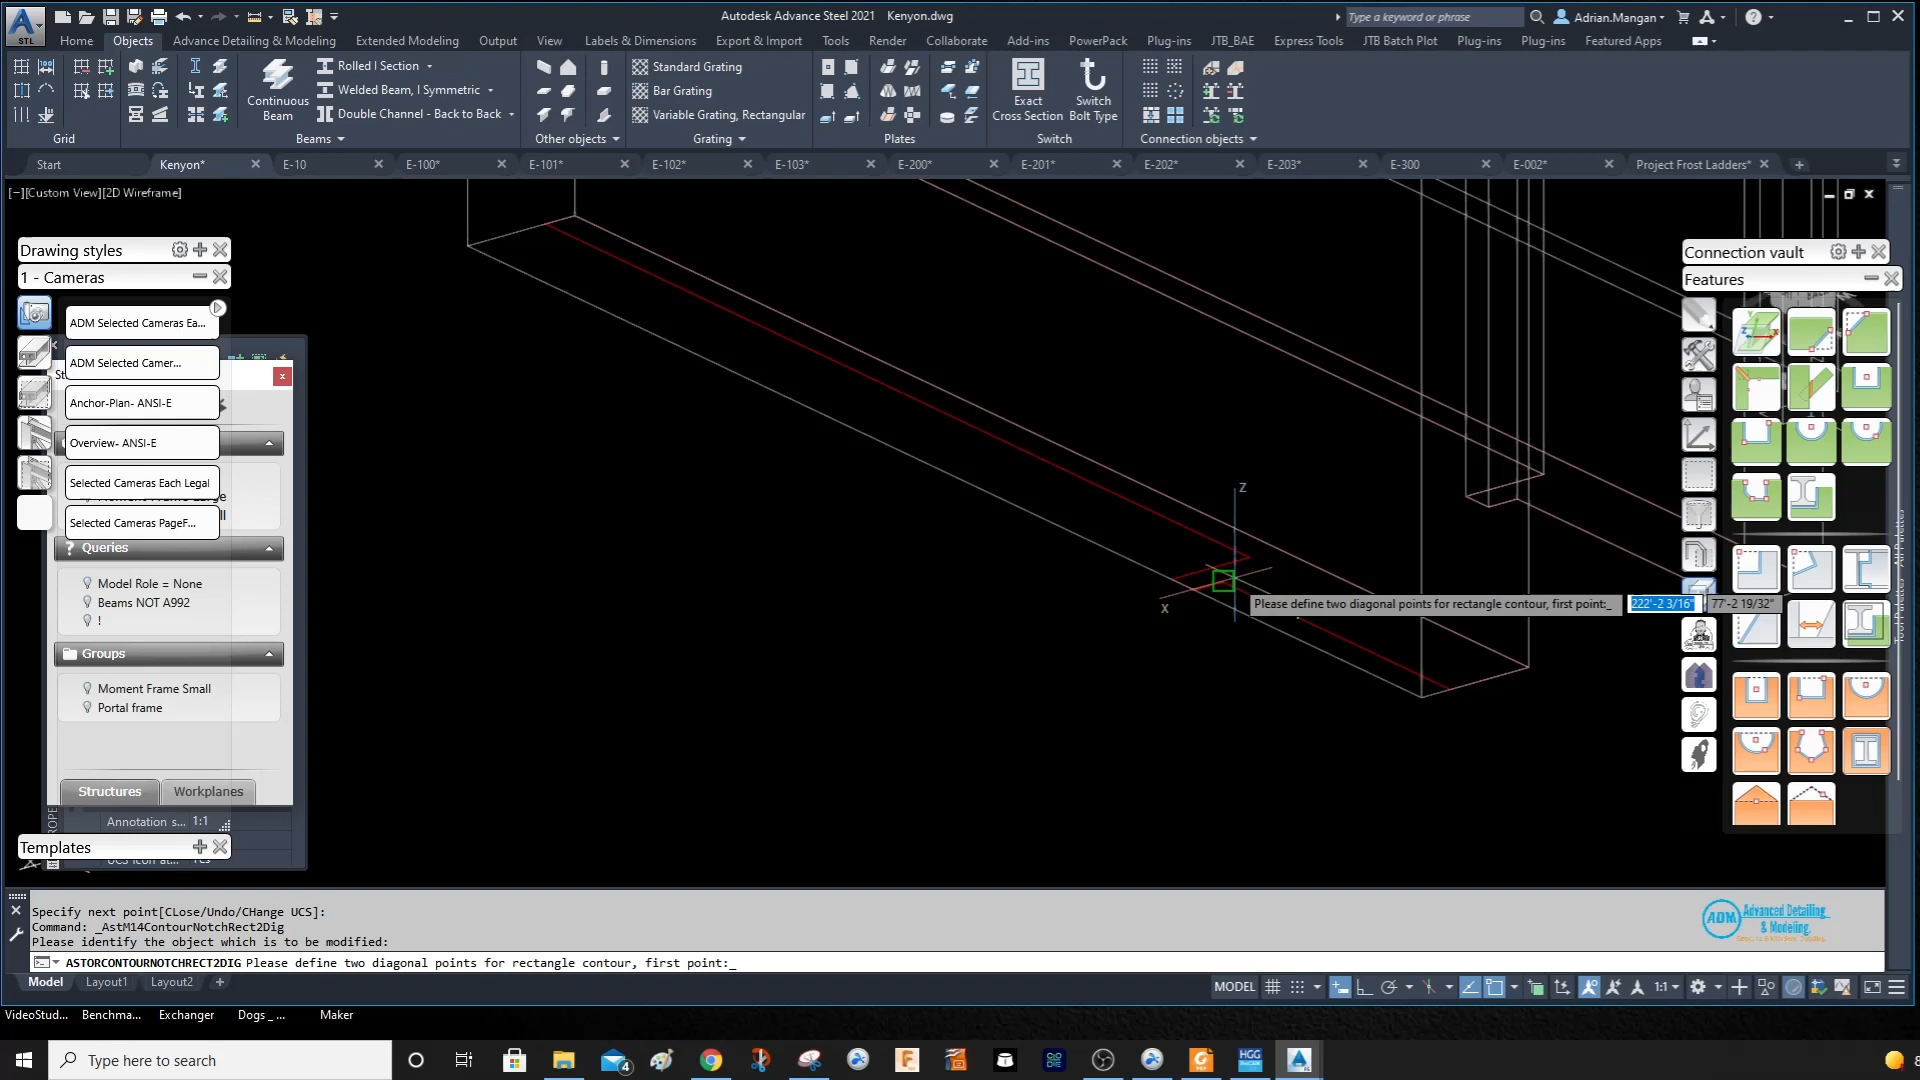 Autodesk Advance Steel 2021 Kenyon.dwg
Type a keyword or phrase
Adrian.Mangan
STL
Home Objects Advance Detailing & Modeling Extended Modeling Output View Labels & Dimensions Export & Import Tools Render Collaborate Add-ins PowerPack Plug-ins JTB_BAE Express Tools JTB Batch Plot Plug-ins Plug-ins Featured Apps
Continuous Beam
Rolled I Section
Welded Beam, I Symmetric
Double Channel - Back to Back
Standard Grating
Bar Grating
Variable Grating, Rectangular
Exact Cross Section
Switch Bolt Type
Grid Beams Other objects Grating Plates Switch Connection objects
Start Kenyon* E-10 E-100* E-101* E-102* E-103* E-200* E-201* E-202* E-203* E-300 E-002* Project Frost Ladders*
[−][Custom View][2D Wireframe]
Drawing styles
1 - Cameras
ADM Selected Cameras Ea...
ADM Selected Camer...
Anchor-Plan- ANSI-E
Overview- ANSI-E
Selected Cameras Each Legal
Selected Cameras PageF...
? Queries
Model Role = None
Beams NOT A992
!
Groups
Moment Frame Small
Portal frame
Structures Workplanes
Annotation s... 1:1
Templates
Connection vault
Features
Z
X
Please define two diagonal points for rectangle contour, first point:_ 222'-2 3/16" 77'-2 19/32"
Specify next point[CLose/Undo/CHange UCS]:
Command: _AstM14ContourNotchRect2Dig
Please identify the object which is to be modified:
ASTORCONTOURNOTCHRECT2DIG Please define two diagonal points for rectangle contour, first point:_
ADM Advanced Detailing & Modeling.
Model Layout1 Layout2 +
MODEL 1:1
VideoStud... Benchma... Exchanger Dogs _ ... Maker
Type here to search
4
HGG